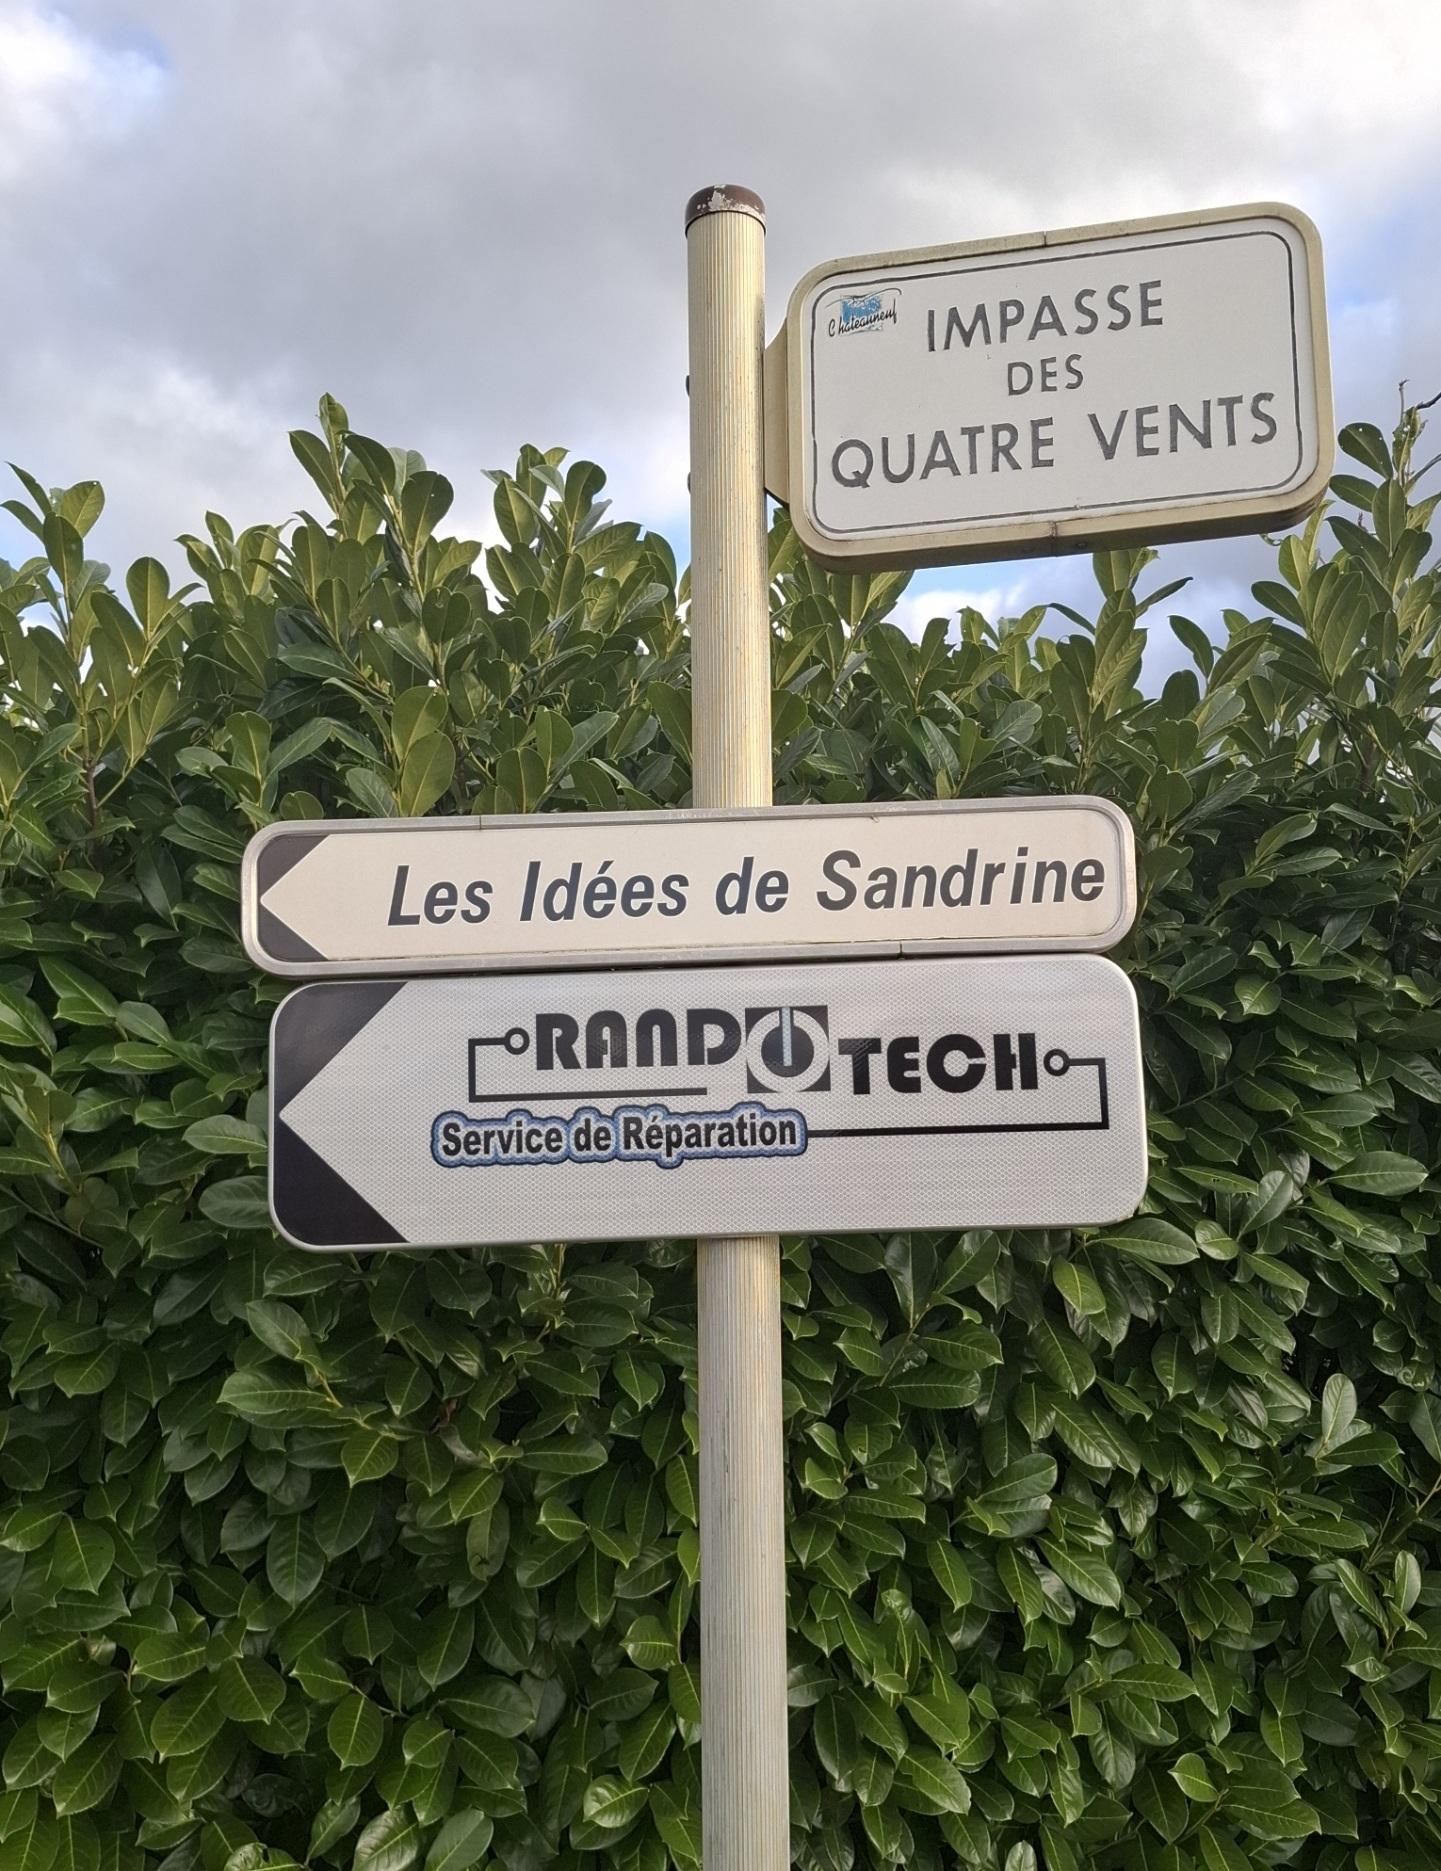 Chateauneuf
IMPASSE
DES
QUATRE VENTS
Les Idées de Sandrine
RANDOTECH
Service de Réparation